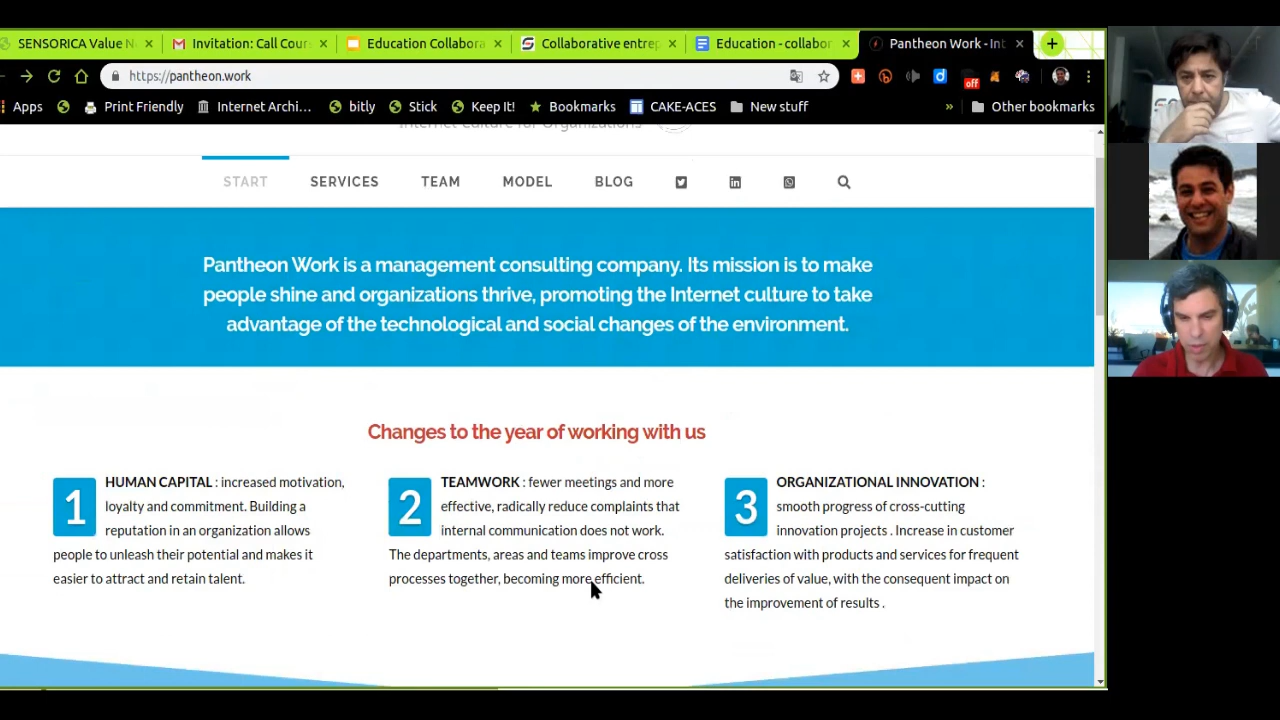 SENSORICA Value N
Invitation: Call Cour
Education Collabora
Collaborative entrep
Education - collabor
Pantheon Work - Int
https://pantheon.work
off
Apps
Print Friendly
Internet Archi...
bitly
Stick
Keep It!
Bookmarks
CAKE-ACES
New stuff
»
Other bookmarks
Internet Culture for Organizations
START
SERVICES
TEAM
MODEL
BLOG
Pantheon Work is a management consulting company. Its mission is to make
people shine and organizations thrive, promoting the Internet culture to take
advantage of the technological and social changes of the environment.
Changes to the year of working with us
1
HUMAN CAPITAL : increased motivation,
loyalty and commitment. Building a
reputation in an organization allows
people to unleash their potential and makes it
easier to attract and retain talent.
2
TEAMWORK : fewer meetings and more
effective, radically reduce complaints that
internal communication does not work.
The departments, areas and teams improve cross
processes together, becoming more efficient.
3
ORGANIZATIONAL INNOVATION :
smooth progress of cross-cutting
innovation projects . Increase in customer
satisfaction with products and services for frequent
deliveries of value, with the consequent impact on
the improvement of results .